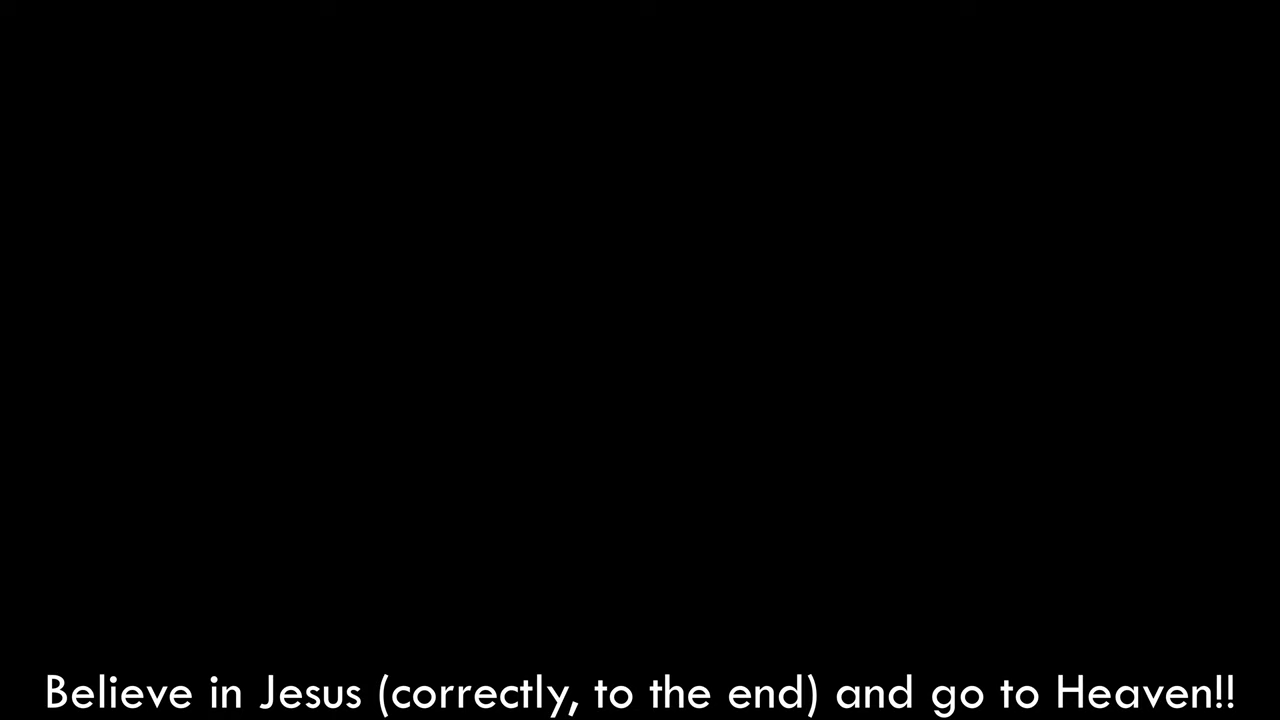 Believe in Jesus (correctly, to the end) and go to Heaven!!